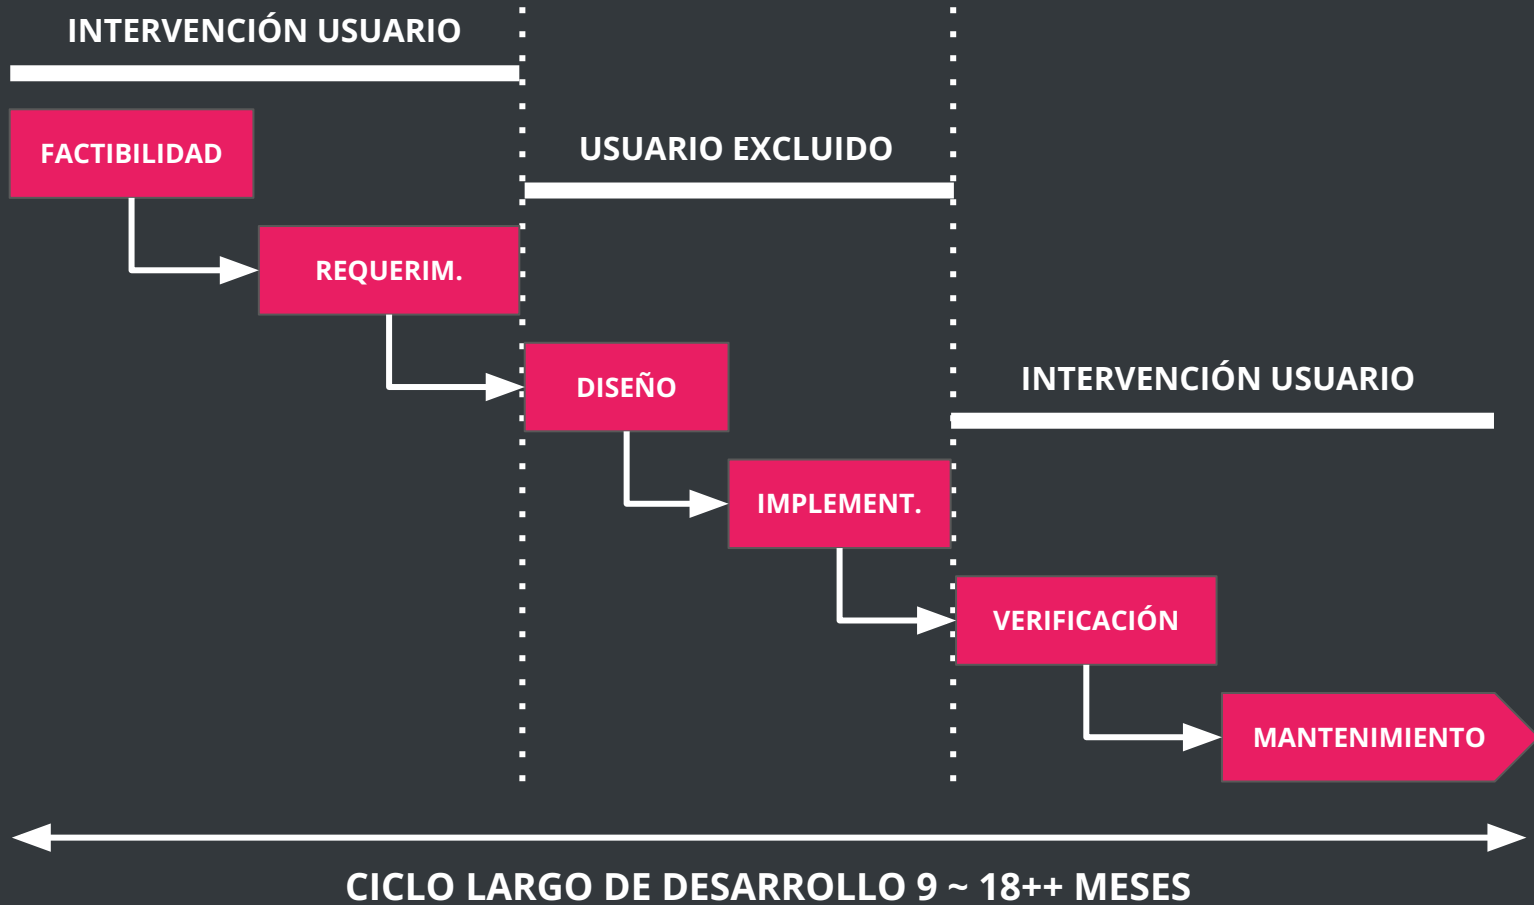 INTERVENCIÓN USUARIO
FACTIBILIDAD
USUARIO EXCLUIDO
REQUERIM.
DISEÑO
INTERVENCIÓN USUARIO
IMPLEMENT.
VERIFICACIÓN
MANTENIMIENTO
CICLO LARGO DE DESARROLLO 9 ~ 18++ MESES